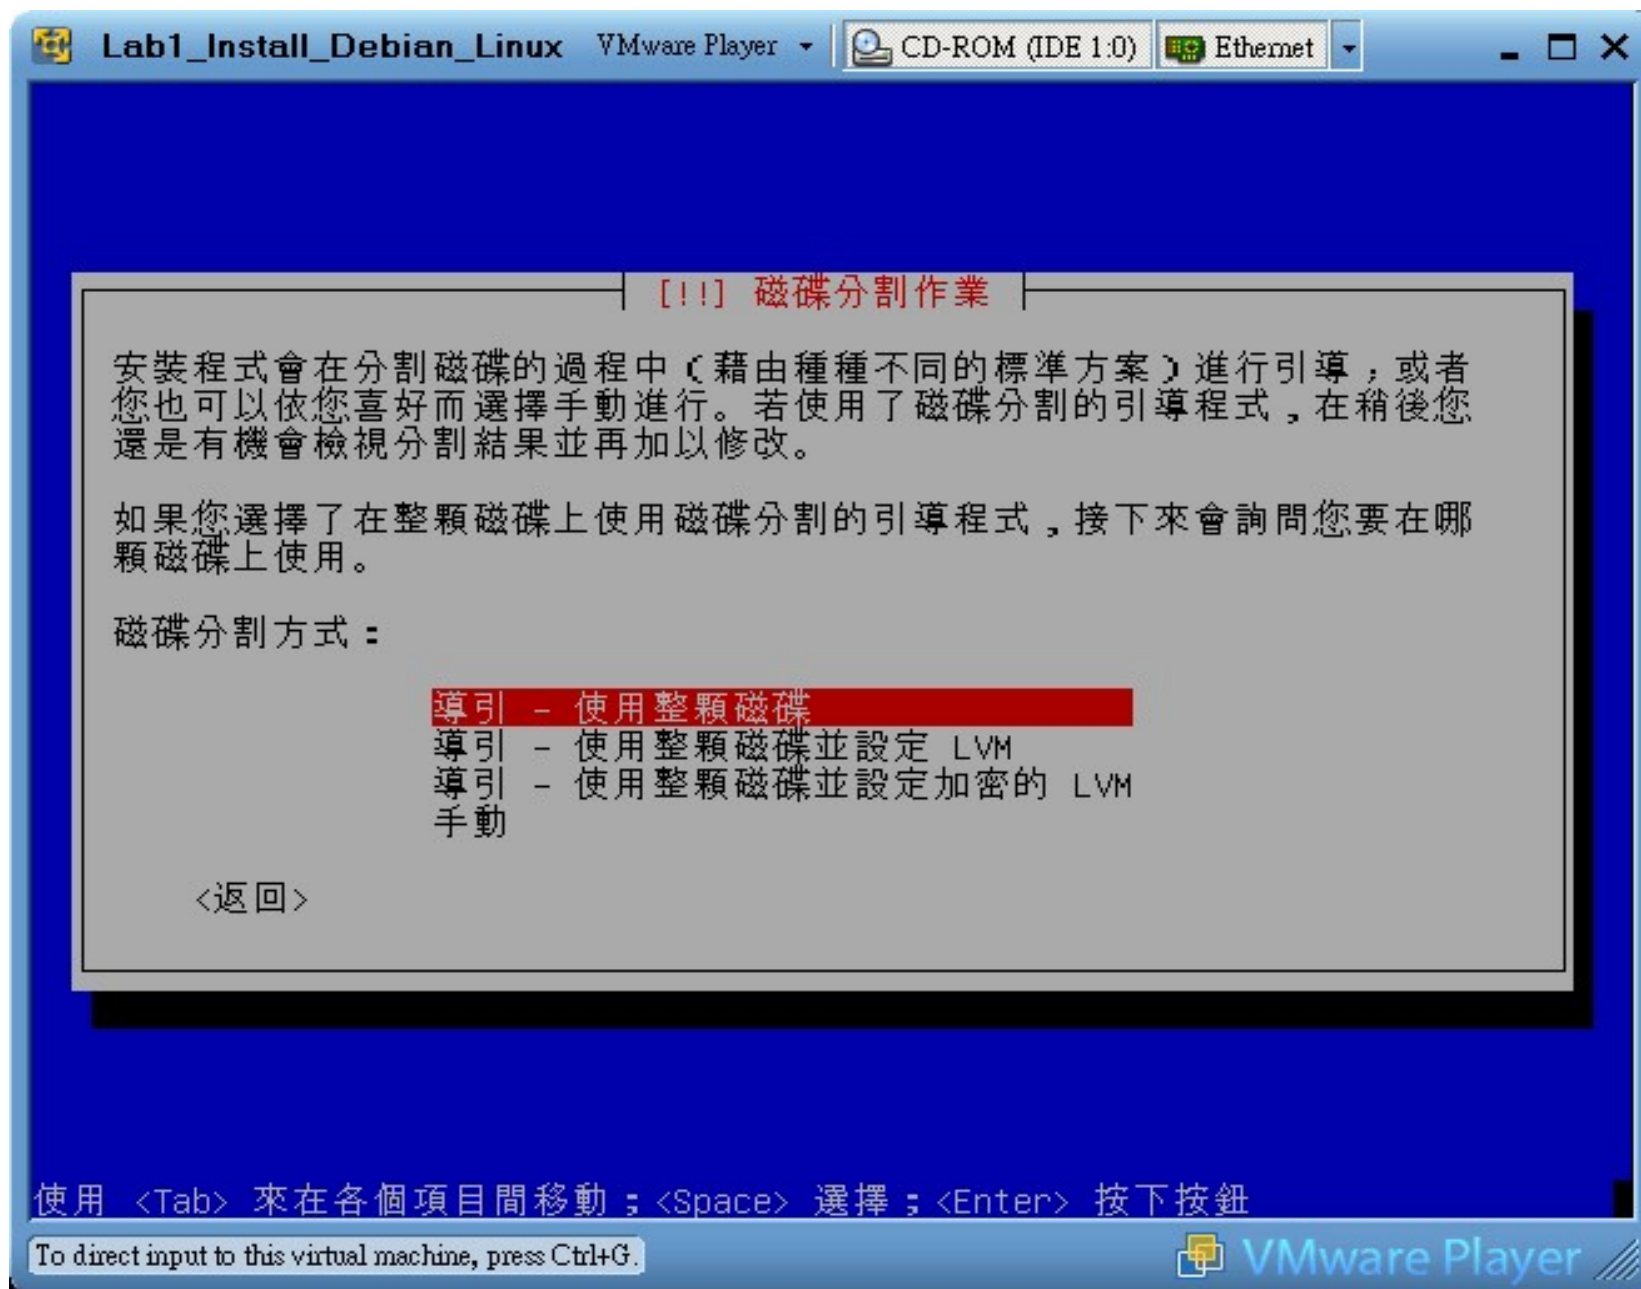 Lab1_Install_Debian_Linux VMware Player CD-ROM (IDE 1:0) Ethernet
[!!] 磁碟分割作業
安裝程式會在分割磁碟的過程中（藉由種種不同的標準方案）進行引導；或者
您也可以依您喜好而選擇手動進行。若使用了磁碟分割的引導程式，在稍後您
還是有機會檢視分割結果並再加以修改。
如果您選擇了在整顆磁碟上使用磁碟分割的引導程式，接下來會詢問您要在哪
顆磁碟上使用。
磁碟分割方式：
導引 - 使用整顆磁碟
導引 - 使用整顆磁碟並設定 LVM
導引 - 使用整顆磁碟並設定加密的 LVM
手動
<返回>
使用 <Tab> 來在各個項目間移動；<Space> 選擇；<Enter> 按下按鈕
To direct input to this virtual machine, press Ctrl+G.
VMware Player